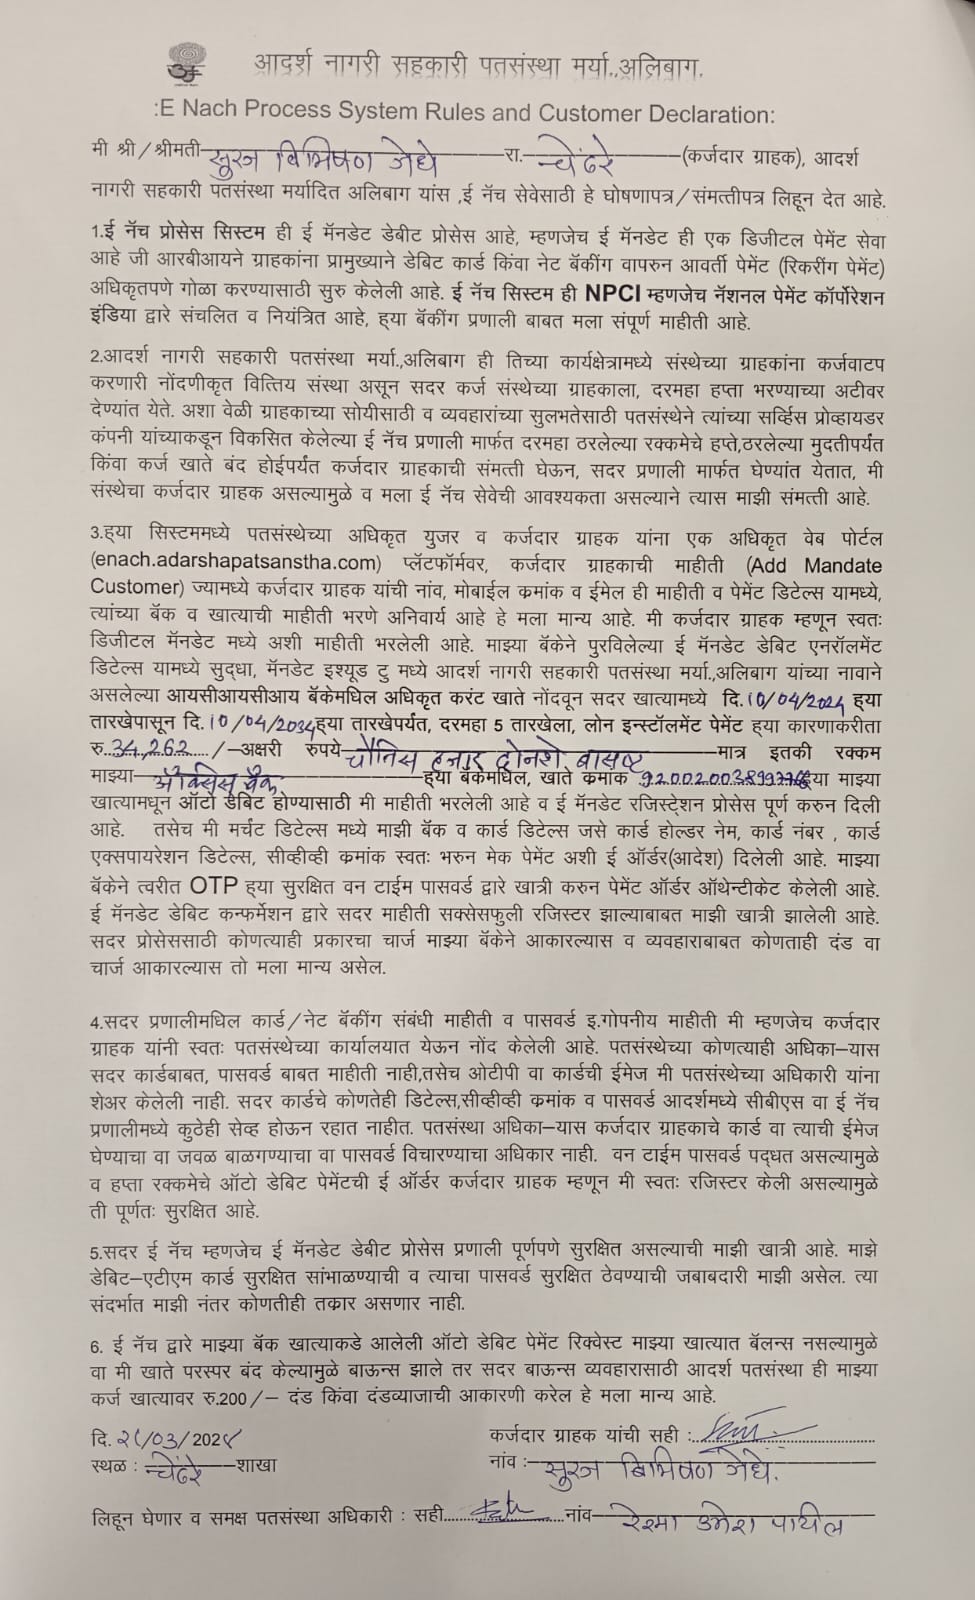 आदर्श नागरी सहकारी पतसंस्था मर्या.,अलिबाग.
:E Nach Process System Rules and Customer Declaration:
मी श्री/श्रीमती सुरज बिभिषण जेधे रा. चेंढरे (कर्जदार ग्राहक), आदर्श
नागरी सहकारी पतसंस्था मर्यादित अलिबाग यांस ,ई नॅच सेवेसाठी हे घोषणापत्र/संमत्तीपत्र लिहून देत आहे.
1.ई नॅच प्रोसेस सिस्टम ही ई मॅनडेट डेबीट प्रोसेस आहे, म्हणजेच ई मॅनडेट ही एक डिजीटल पेमेंट सेवा
आहे जी आरबीआयने ग्राहकांना प्रामुख्याने डेबिट कार्ड किंवा नेट बॅकींग वापरुन आवर्ती पेमेंट (रिकरींग पेमेंट)
अधिकृतपणे गोळा करण्यासाठी सुरु केलेली आहे. ई नॅच सिस्टम ही NPCI म्हणजेच नॅशनल पेमेंट कॉर्पोरेशन
इंडिया द्वारे संचलित व नियंत्रित आहे, ह्या बॅकींग प्रणाली बाबत मला संपूर्ण माहीती आहे.
2.आदर्श नागरी सहकारी पतसंस्था मर्या.,अलिबाग ही तिच्या कार्यक्षेत्रामध्ये संस्थेच्या ग्राहकांना कर्जवाटप
करणारी नोंदणीकृत वित्तिय संस्था असून सदर कर्ज संस्थेच्या ग्राहकाला, दरमहा हप्ता भरण्याच्या अटीवर
देण्यांत येते. अशा वेळी ग्राहकाच्या सोयीसाठी व व्यवहारांच्या सुलभतेसाठी पतसंस्थेने त्यांच्या सर्व्हिस प्रोव्हायडर
कंपनी यांच्याकडून विकसित केलेल्या ई नॅच प्रणाली मार्फत दरमहा ठरलेल्या रक्कमेचे हप्ते,ठरलेल्या मुदतीपर्यंत
किंवा कर्ज खाते बंद होईपर्यंत कर्जदार ग्राहकाची संमत्ती घेऊन, सदर प्रणाली मार्फत घेण्यांत येतात, मी
संस्थेचा कर्जदार ग्राहक असल्यामुळे व मला ई नॅच सेवेची आवश्यकता असल्याने त्यास माझी संमत्ती आहे.
3.ह्या सिस्टममध्ये पतसंस्थेच्या अधिकृत युजर व कर्जदार ग्राहक यांना एक अधिकृत वेब पोर्टल
(enach.adarshapatsanstha.com) प्लॅटफॉर्मवर, कर्जदार ग्राहकाची माहीती (Add Mandate
Customer) ज्यामध्ये कर्जदार ग्राहक यांची नांव, मोबाईल क्रमांक व ईमेल ही माहीती व पेमेंट डिटेल्स यामध्ये,
त्यांच्या बॅक व खात्याची माहीती भरणे अनिवार्य आहे हे मला मान्य आहे. मी कर्जदार ग्राहक म्हणून स्वतः
डिजीटल मॅनडेट मध्ये अशी माहीती भरलेली आहे. माझ्या बॅकेने पुरविलेल्या ई मॅनडेट डेबिट एनरॉलमेंट
डिटेल्स यामध्ये सुद्धा, मॅनडेट इश्यूड टु मध्ये आदर्श नागरी सहकारी पतसंस्था मर्या.,अलिबाग यांच्या नावाने
असलेल्या आयसीआयसीआय बॅकेमधिल अधिकृत करंट खाते नोंदवून सदर खात्यामध्ये दि.10/04/2024 ह्या
तारखेपासून दि.10/04/2034 ह्या तारखेपर्यंत, दरमहा 5 तारखेला, लोन इन्स्टॉलमेंट पेमेंट ह्या कारणाकरीता
रु.34,262/-अक्षरी रुपये चौतिस हजार दोनशे बासष्ट मात्र इतकी रक्कम
माझ्या ॲक्सिस बँक ह्या बॅकेमधिल, खाते क्रमांक ह्या माझ्या
खात्यामधून ऑटो डेबिट होण्यासाठी मी माहीती भरलेली आहे व ई मॅनडेट रजिस्ट्रेशन प्रोसेस पूर्ण करुन दिली
आहे. तसेच मी मर्चंट डिटेल्स मध्ये माझी बॅक व कार्ड डिटेल्स जसे कार्ड होल्डर नेम, कार्ड नंबर , कार्ड
एक्सपायरेशन डिटेल्स, सीव्हीव्ही क्रमांक स्वतः भरुन मेक पेमेंट अशी ई ऑर्डर(आदेश) दिलेली आहे. माझ्या
बॅकेने त्वरीत OTP ह्या सुरक्षित वन टाईम पासवर्ड द्वारे खात्री करुन पेमेंट ऑर्डर ऑथेन्टीकेट केलेली आहे.
ई मॅनडेट डेबिट कन्फर्मेशन द्वारे सदर माहीती सक्सेसफुली रजिस्टर झाल्याबाबत माझी खात्री झालेली आहे.
सदर प्रोसेससाठी कोणत्याही प्रकारचा चार्ज माझ्या बॅकेने आकारल्यास व व्यवहाराबाबत कोणताही दंड वा
चार्ज आकारल्यास तो मला मान्य असेल.
4.सदर प्रणालीमधिल कार्ड/नेट बॅकींग संबंधी माहीती व पासवर्ड इ.गोपनीय माहीती मी म्हणजेच कर्जदार
ग्राहक यांनी स्वतः पतसंस्थेच्या कार्यालयात येऊन नोंद केलेली आहे. पतसंस्थेच्या कोणत्याही अधिका–यास
सदर कार्डबाबत, पासवर्ड बाबत माहीती नाही,तसेच ओटीपी वा कार्डची ईमेज मी पतसंस्थेच्या अधिकारी यांना
शेअर केलेली नाही. सदर कार्डचे कोणतेही डिटेल्स,सीव्हीव्ही क्रमांक व पासवर्ड आदर्शमध्ये सीबीएस वा ई नॅच
प्रणालीमध्ये कुठेही सेव्ह होऊन रहात नाहीत. पतसंस्था अधिका–यास कर्जदार ग्राहकाचे कार्ड वा त्याची ईमेज
घेण्याचा वा जवळ बाळगण्याचा वा पासवर्ड विचारण्याचा अधिकार नाही. वन टाईम पासवर्ड पद्धत असल्यामुळे
व हप्ता रक्कमेचे ऑटो डेबिट पेमेंटची ई ऑर्डर कर्जदार ग्राहक म्हणून मी स्वतः रजिस्टर केली असल्यामुळे
ती पूर्णतः सुरक्षित आहे.
5.सदर ई नॅच म्हणजेच ई मॅनडेट डेबीट प्रोसेस प्रणाली पूर्णपणे सुरक्षित असल्याची माझी खात्री आहे. माझे
डेबिट–एटीएम कार्ड सुरक्षित सांभाळण्याची व त्याचा पासवर्ड सुरक्षित ठेवण्याची जबाबदारी माझी असेल. त्या
संदर्भात माझी नंतर कोणतीही तक्रार असणार नाही.
6. ई नॅच द्वारे माझ्या बॅक खात्याकडे आलेली ऑटो डेबिट पेमेंट रिक्वेस्ट माझ्या खात्यात बॅलन्स नसल्यामुळे
वा मी खाते परस्पर बंद केल्यामुळे बाऊन्स झाले तर सदर बाऊन्स व्यवहारासाठी आदर्श पतसंस्था ही माझ्या
कर्ज खात्यावर रु.200/– दंड किंवा दंडव्याजाची आकारणी करेल हे मला मान्य आहे.
दि. /03/2024
कर्जदार ग्राहक यांची सही :
स्थळ : चेंढरे शाखा
नांव : सुरज बिभिषण जेधे.
लिहून घेणार व समक्ष पतसंस्था अधिकारी : सही नांव रेश्मा उमेश पाटील